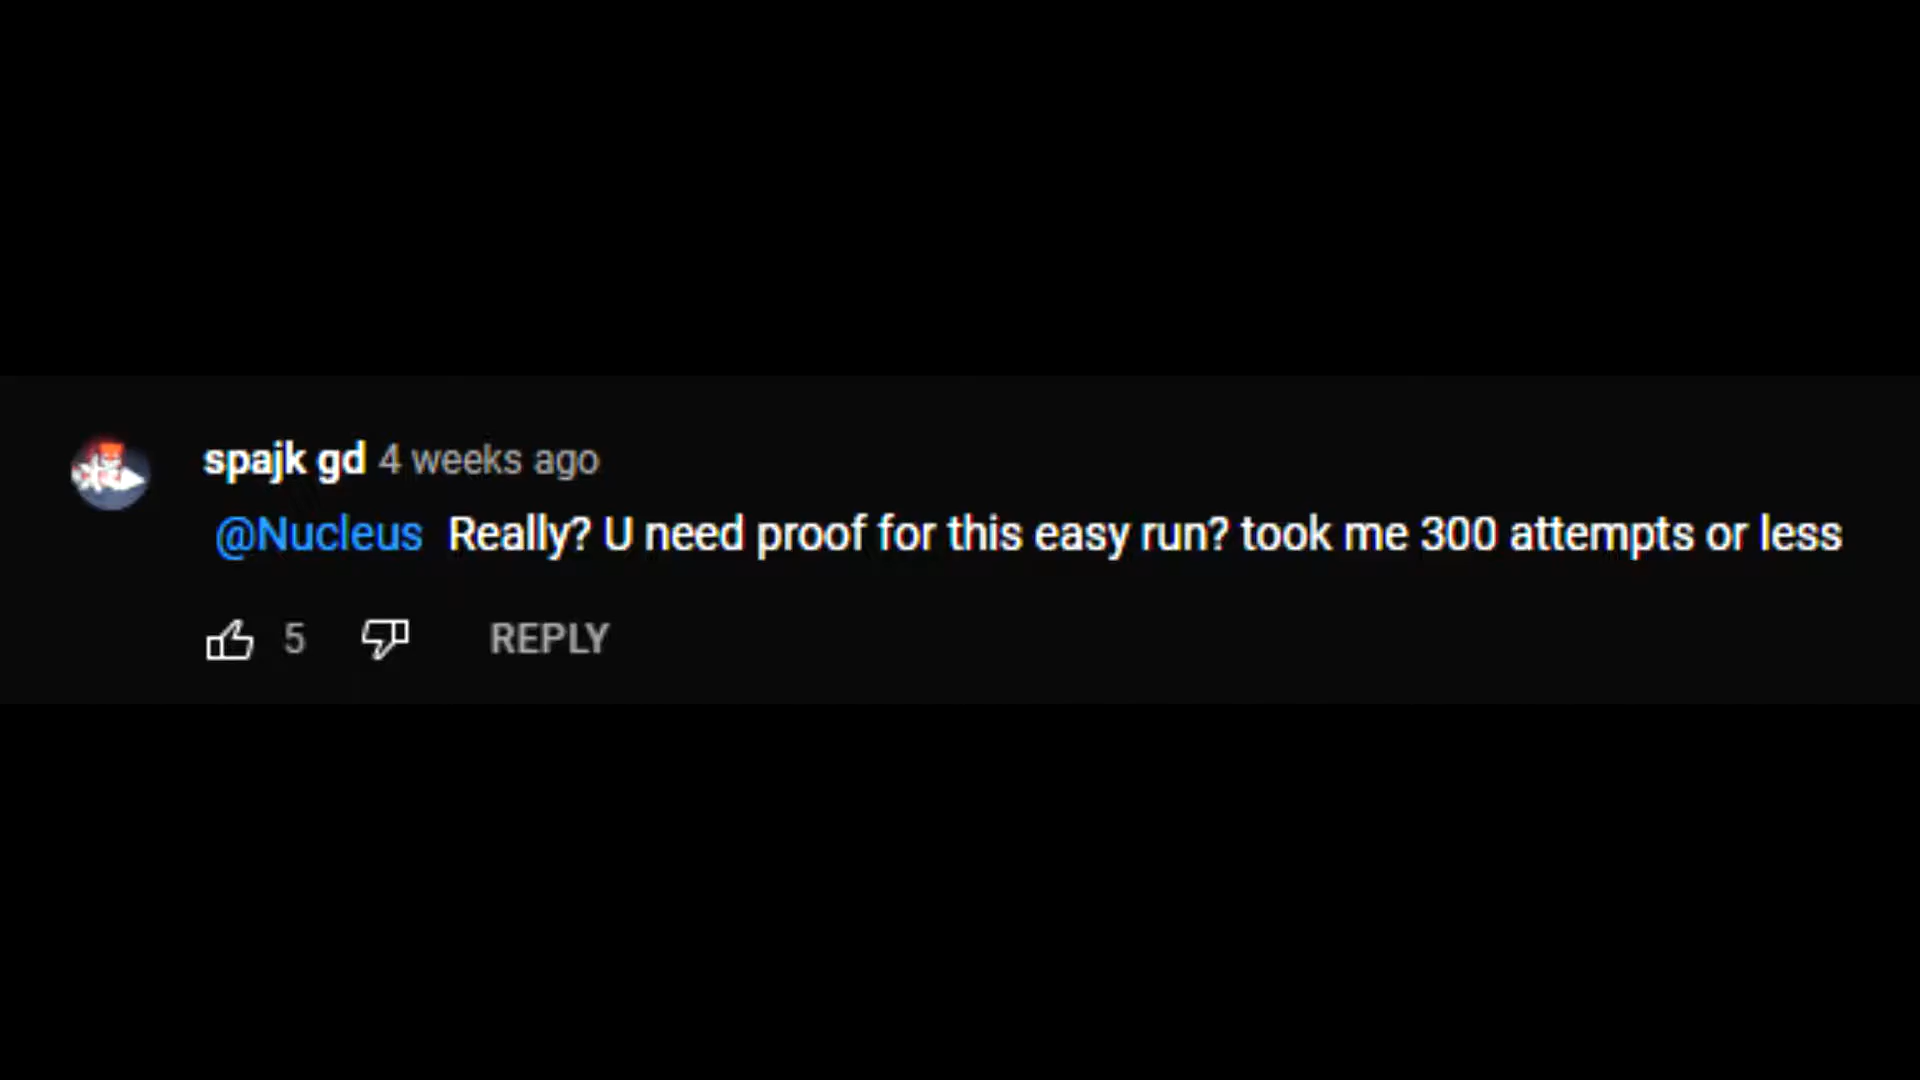 spajk gd 4 weeks ago
@Nucleus Really? U need proof for this easy run? took me 300 attempts or less
5 REPLY